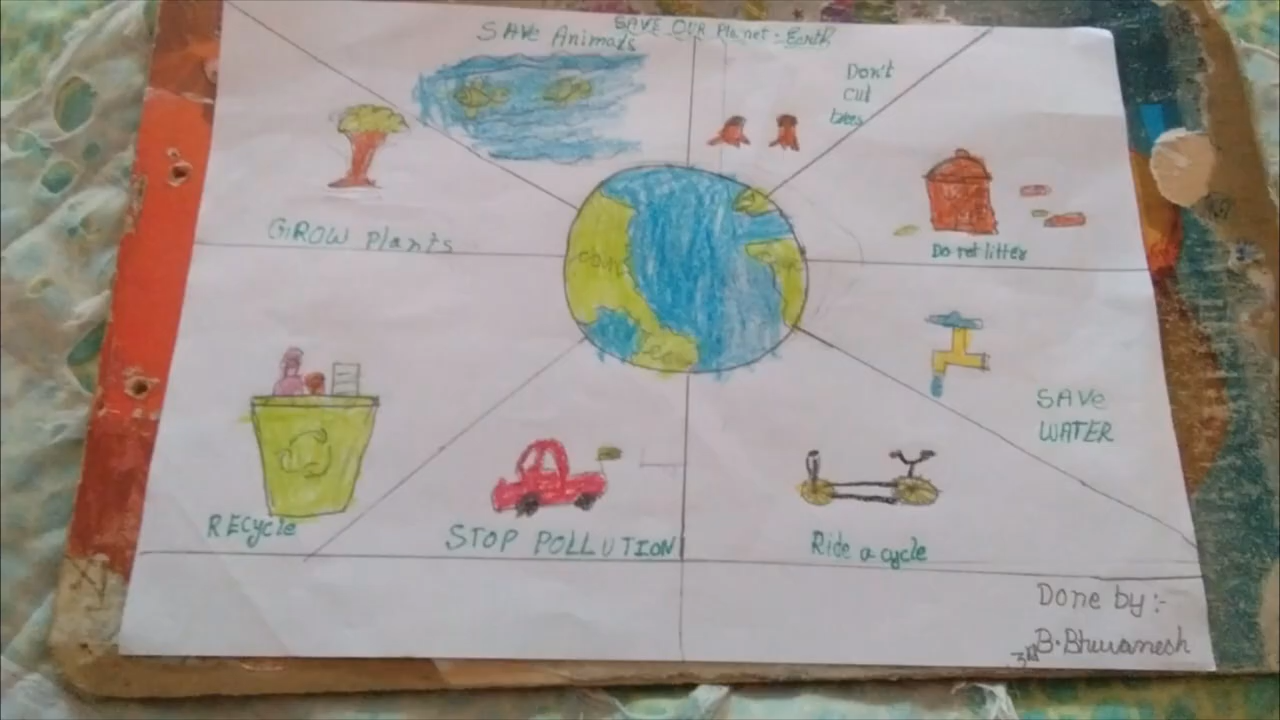 SAVE OUR Planet - Earth
SAVE Animals
Don't
cut
trees
GROW Plants
Do not litter
SAVE
WATER
RECycle
STOP POLLUTION
Ride a cycle
Done by:-
B.Bhuvanesh